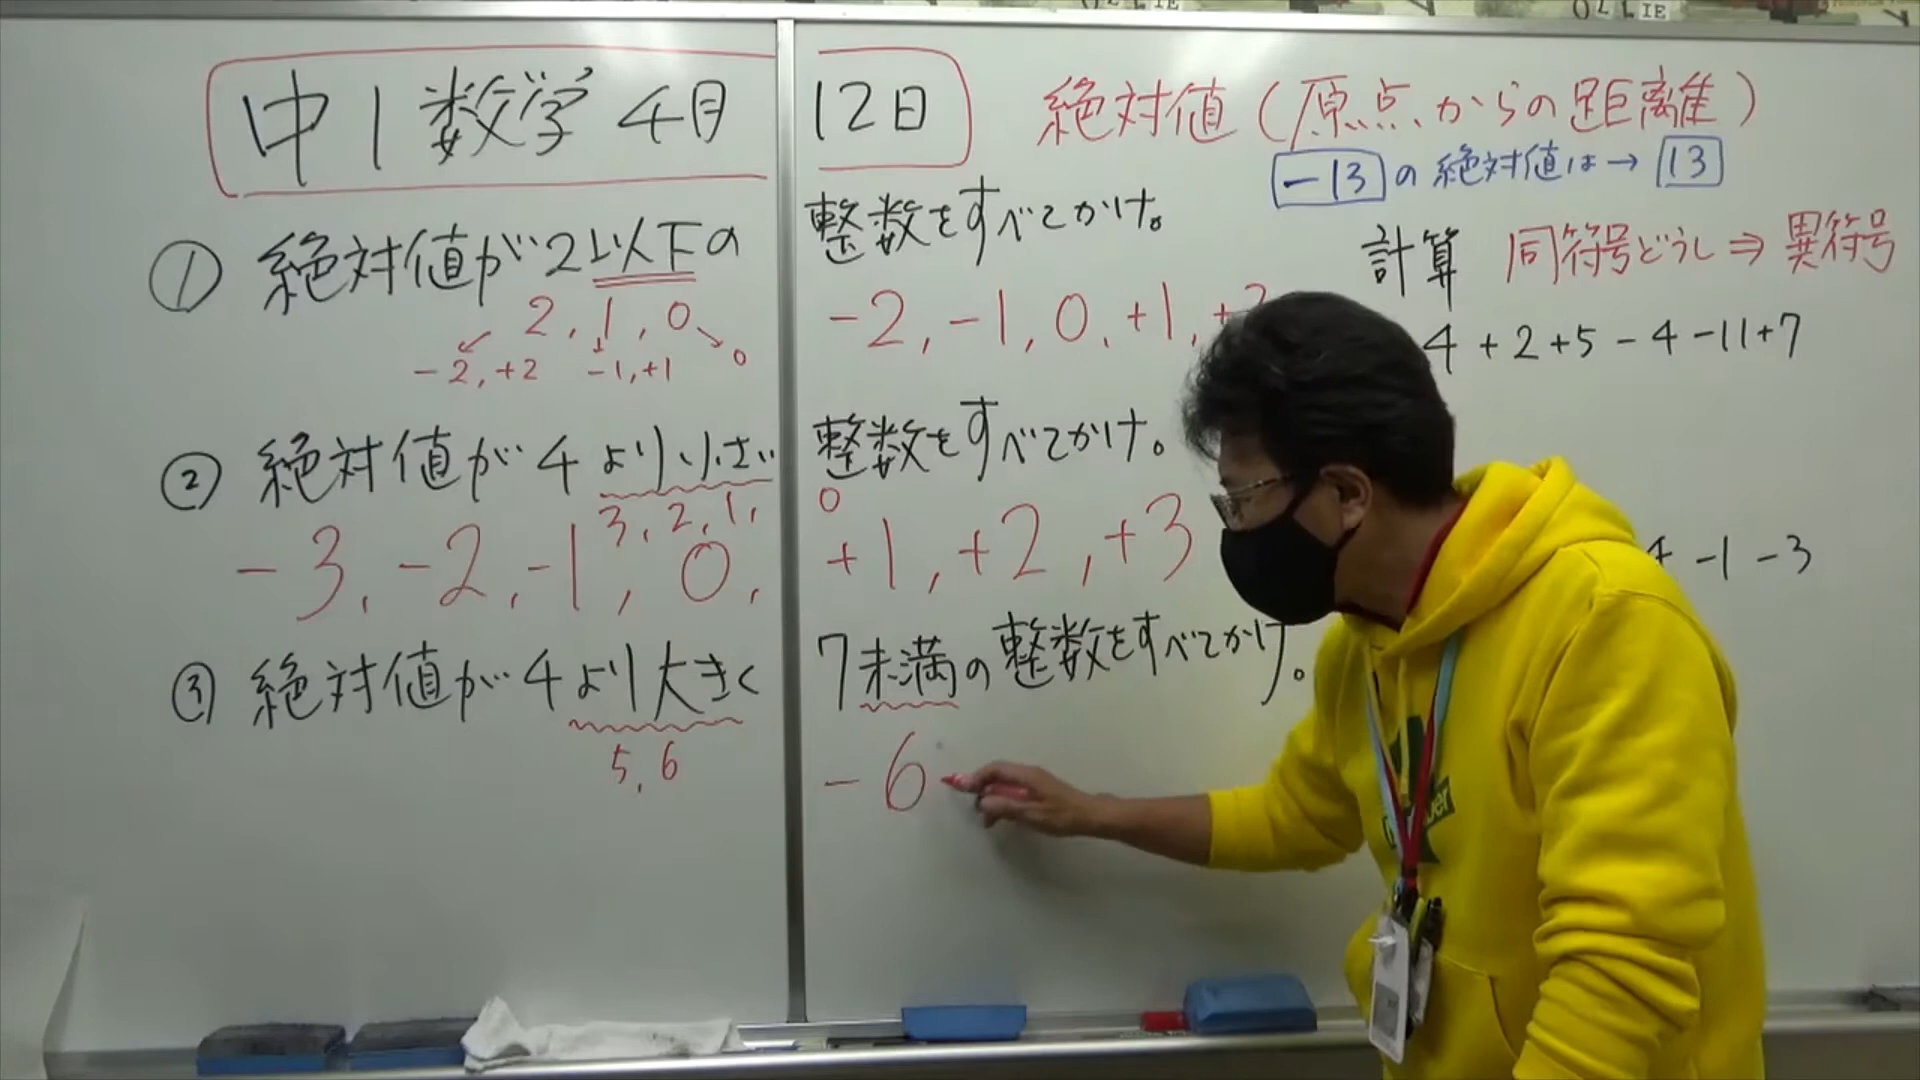 中1数学 4月12日
絶対値(原点からの距離)
-13の絶対値は→13
① 絶対値が2以下の整数をすべてかけ。
2, 1, 0
-2, +2 -1, +1 0
-2, -1, 0, +1,
② 絶対値が4より小さい整数をすべてかけ。
3, 2, 1, 0
-3, -2, -1, 0, +1, +2, +3
③ 絶対値が4より大きく7未満の整数をすべてかけ。
5, 6
-6
計算 同符号どうし⇒異符号
4+2+5-4-11+7
-1-3